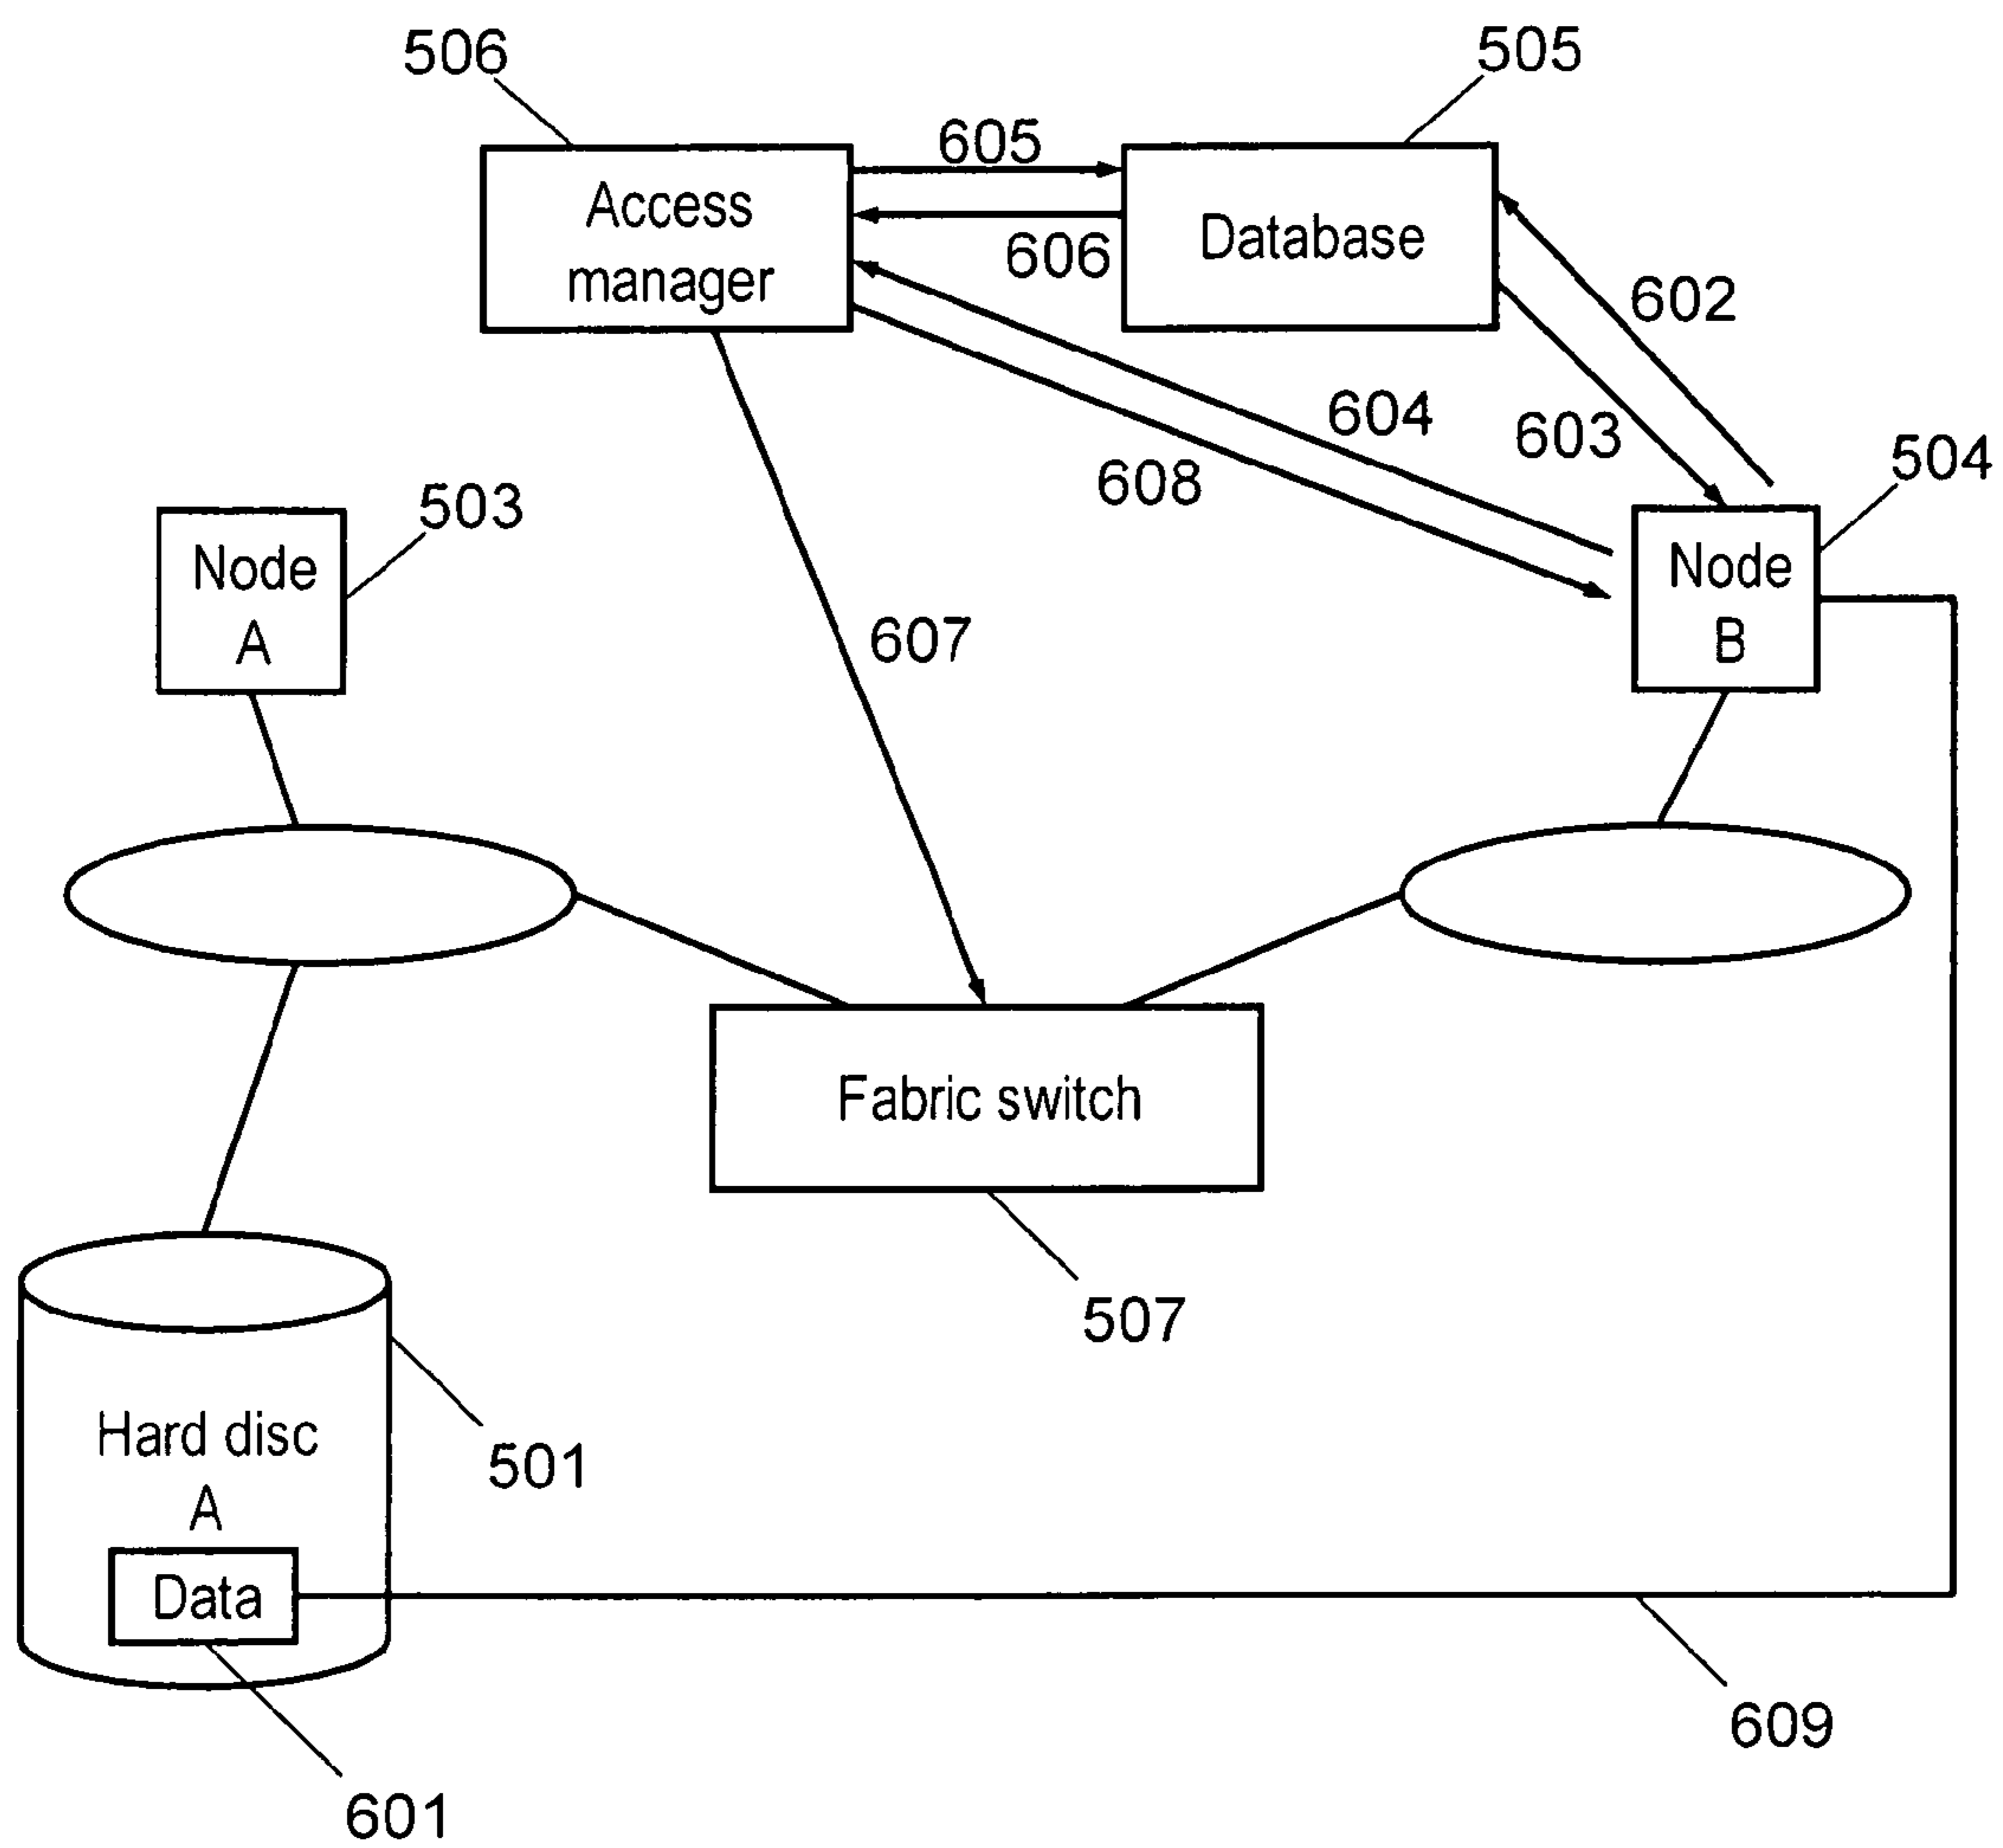 506
505
605
Access
manager
Database
606
602
604
603
608
504
503
Node
A
Node
B
607
Fabric switch
507
Hard disc
A
501
Data
609
601